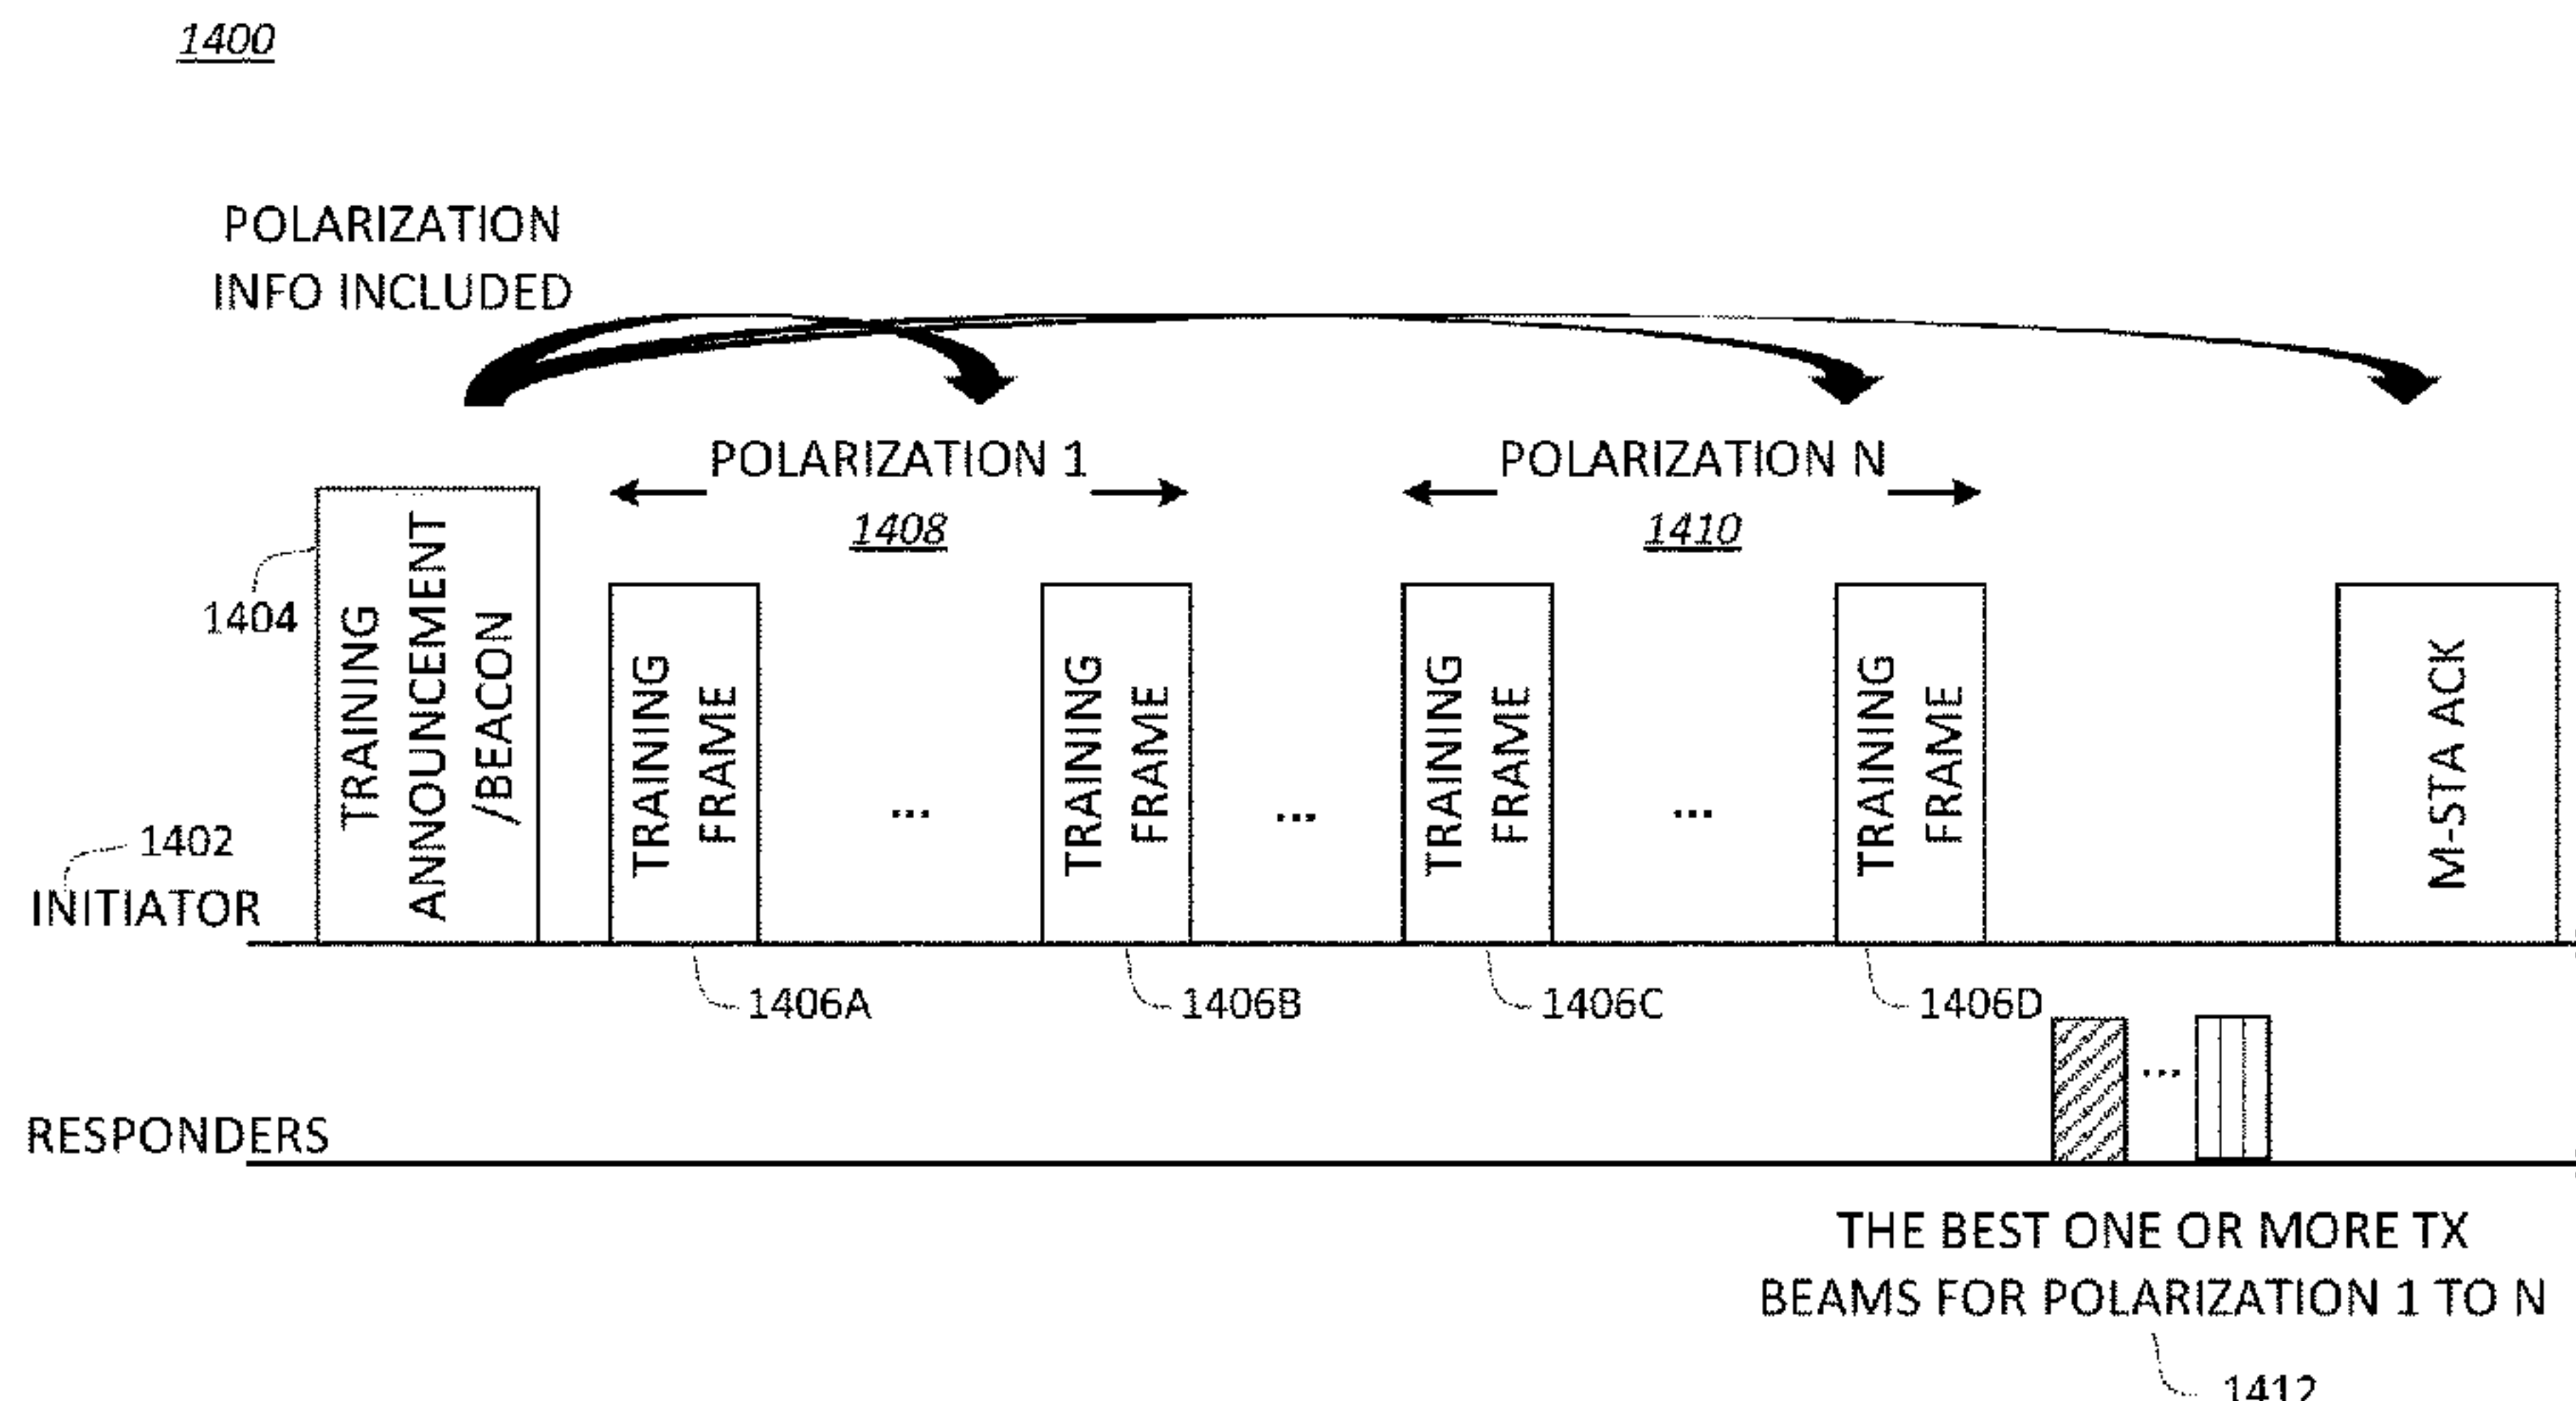 1400
POLARIZATION
INFO INCLUDED
POLARIZATION 1
1408
POLARIZATION N
1410
1404
TRAINING
ANNOUNCEMENT
/BEACON
TRAINING
FRAME
...
TRAINING
FRAME
...
TRAINING
FRAME
...
TRAINING
FRAME
M-STA ACK
1402
INITIATOR
1406A
1406B
1406C
1406D
...
RESPONDERS
THE BEST ONE OR MORE TX
BEAMS FOR POLARIZATION 1 TO N
1412